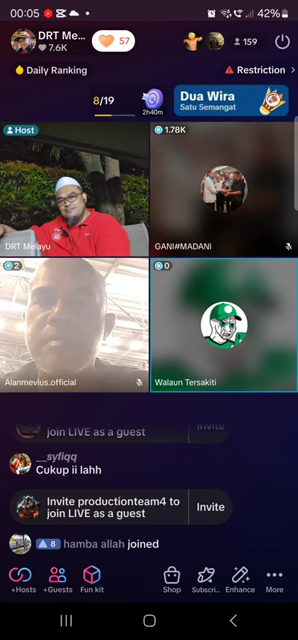 00:05
42%
DRT Me...
7.6K
57
159
Daily Ranking
Restriction >
8/19
2h40m
Dua Wira
Satu Semangat
Host
1.78K
DRT Melayu
GANI#MADANI
2
0
Alanmevius.official
Walaun Tersakiti
join LIVE as a guest
Invite
__syfiqq
Cukup ii lahh
Invite productionteam4 to
join LIVE as a guest
Invite
8 hamba allah joined
+Hosts
+Guests
Fun kit
Shop
Subscri...
Enhance
More